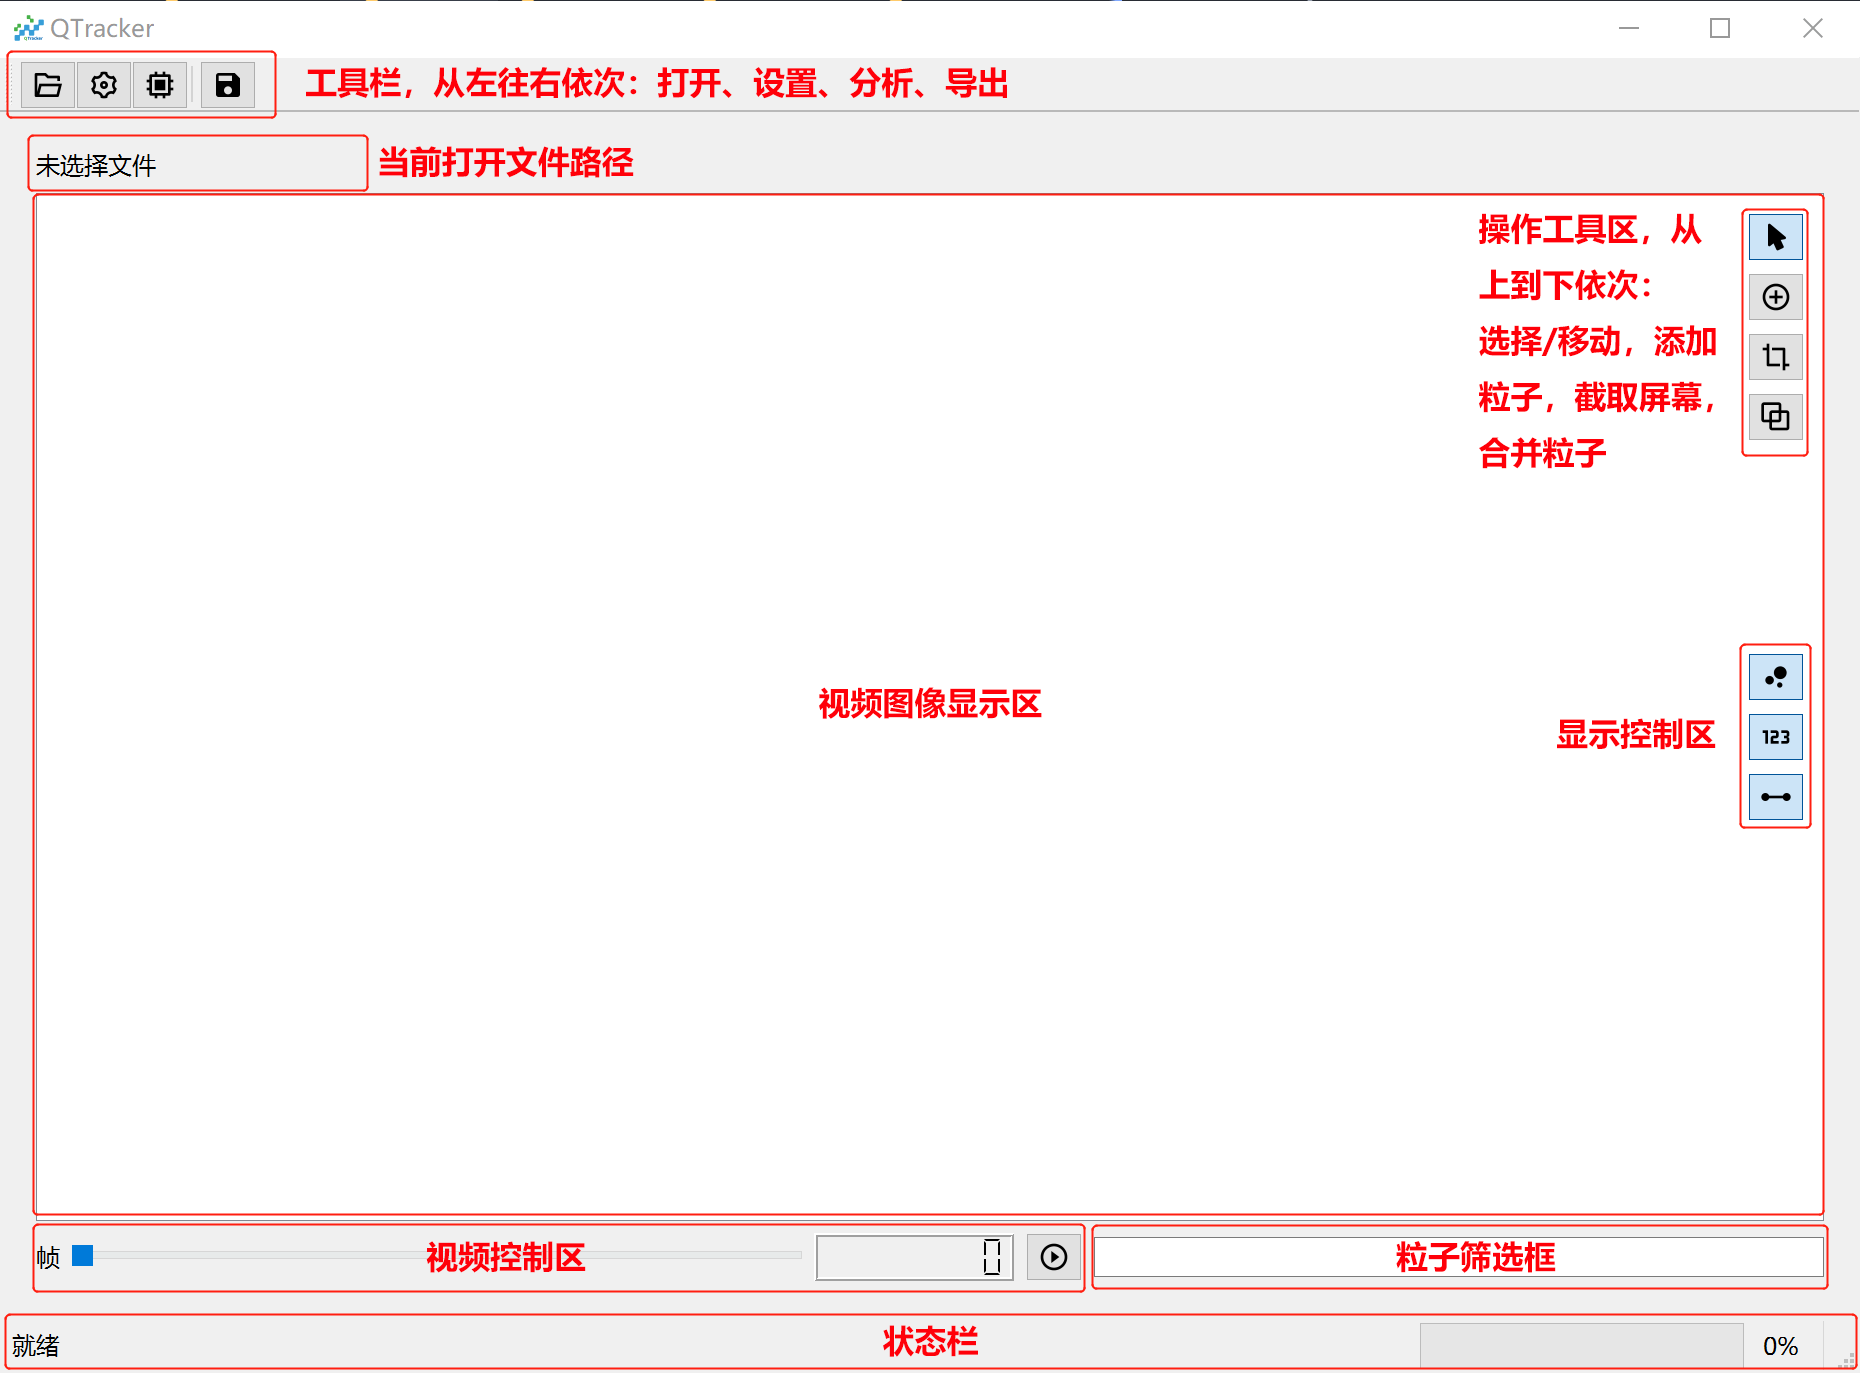 QTracker
工具栏，从左往右依次：打开、设置、分析、导出
未选择文件
当前打开文件路径
操作工具区，从
上到下依次：
选择/移动，添加
粒子，截取屏幕，
合并粒子
视频图像显示区
123
显示控制区
帧
视频控制区
0
粒子筛选框
就绪
状态栏
0%